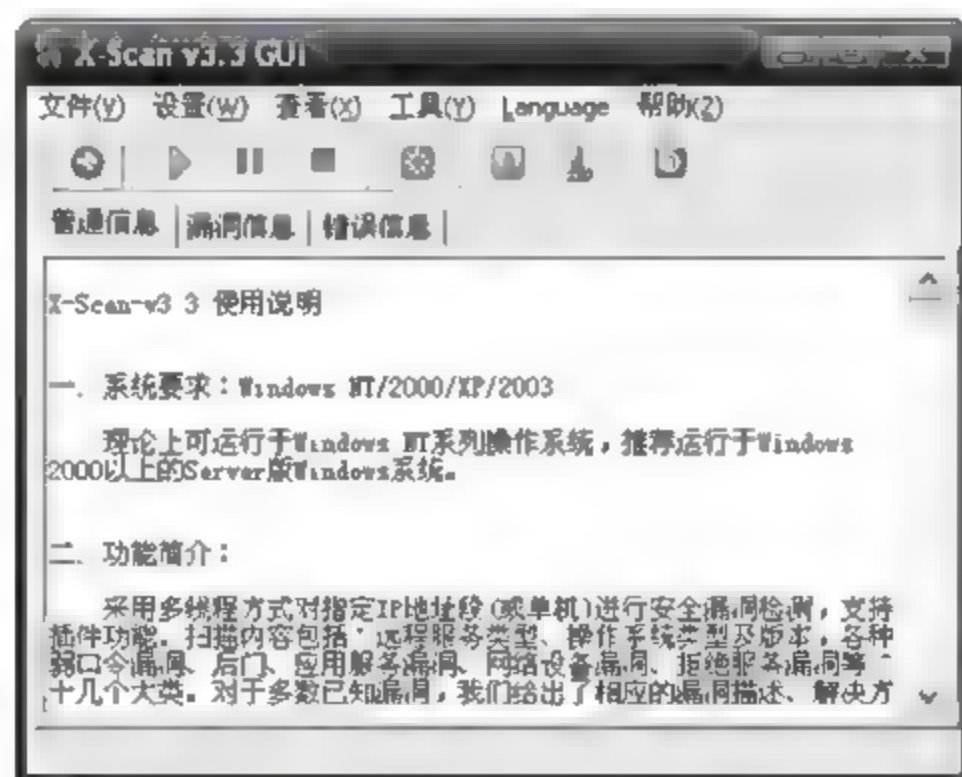 X-Scan v3.3 GUI
文件(V) 设置(W) 查看(X) 工具(Y) Language 帮助(Z)
普通信息 漏洞信息 错误信息
X-Scan-v3 3 使用说明
一. 系统要求：Windows NT/2000/XP/2003
理论上可运行于Windows NT系列操作系统，推荐运行于Windows
2000以上的Server版Windows系统。
二. 功能简介：
采用多线程方式对指定IP地址段(或单机)进行安全漏洞检测，支持
插件功能. 扫描内容包括：远程服务类型、操作系统类型及版本，各种
弱口令漏洞、后门、应用服务漏洞、网络设备漏洞、拒绝服务漏洞等
十几个大类。对于多数已知漏洞，我们给出了相应的漏洞描述、解决方